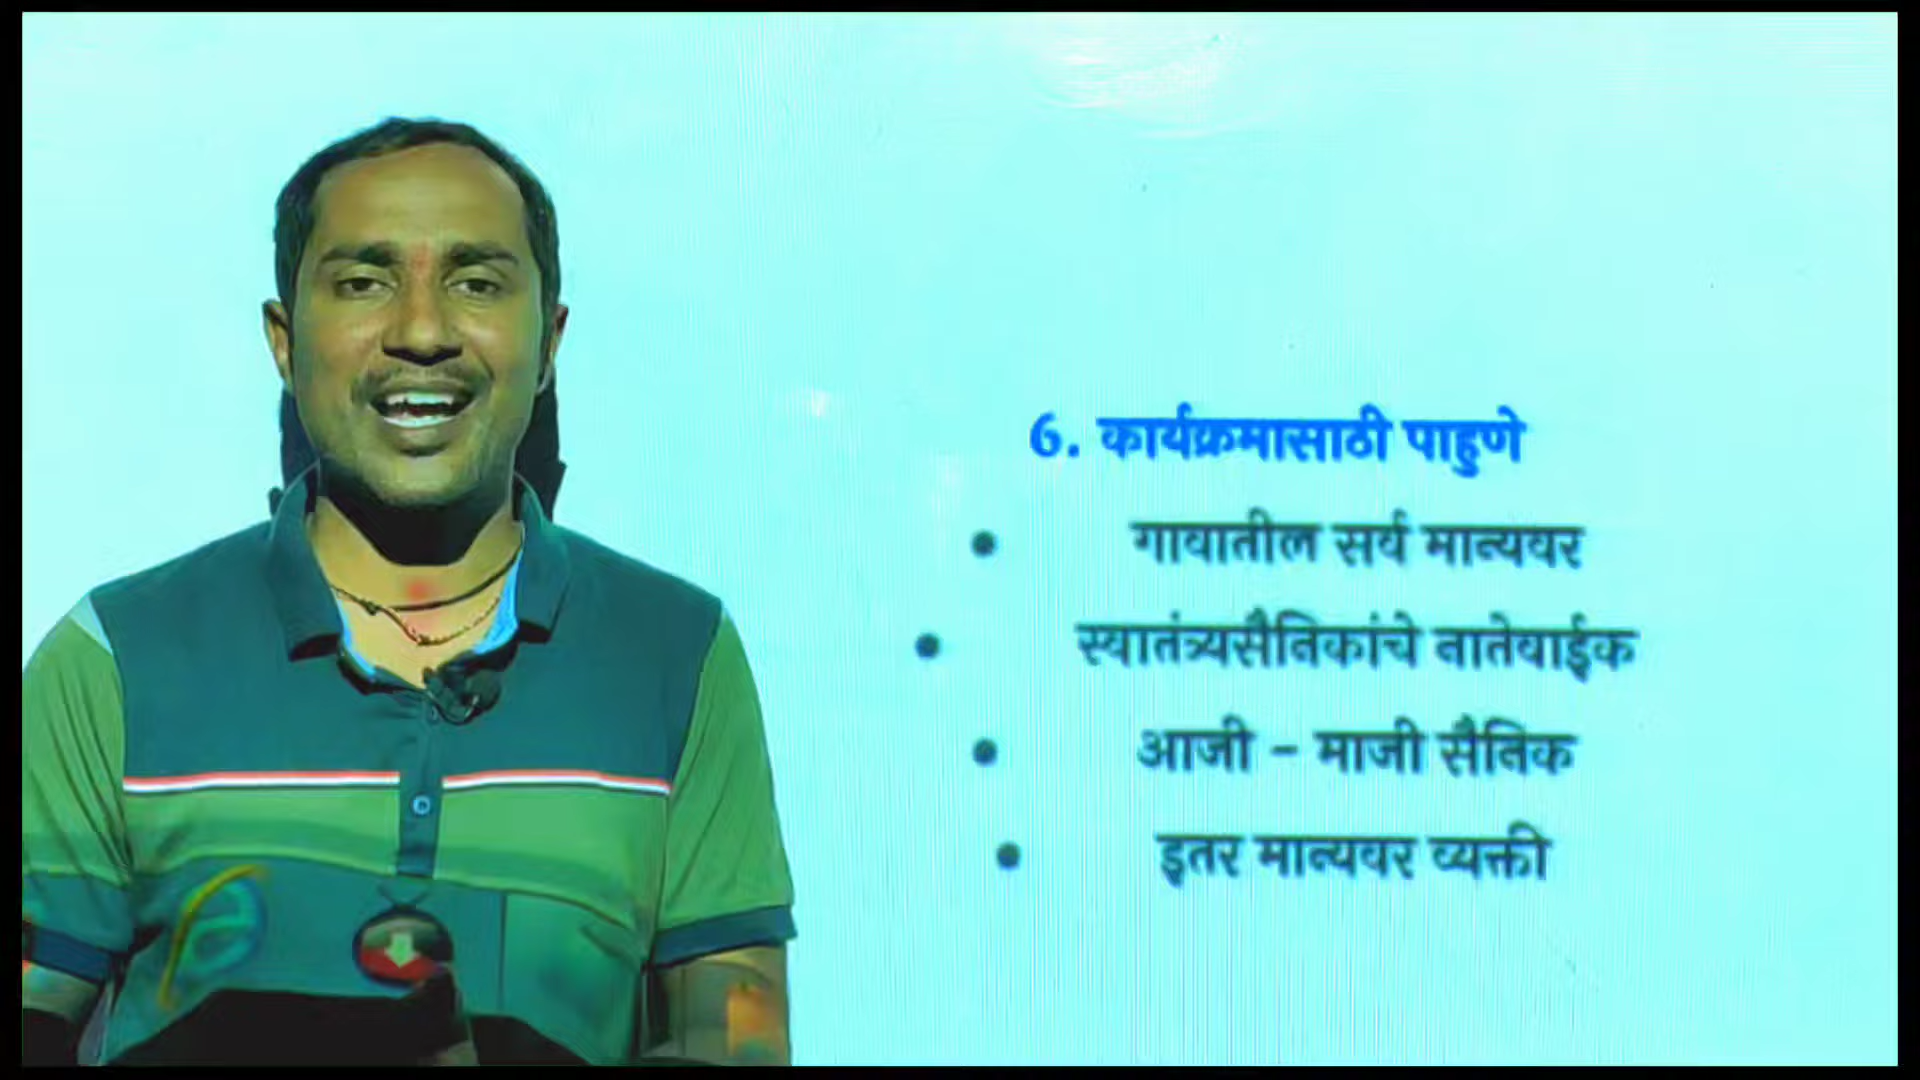 6. कार्यक्रमासाठी पाहुणे
• गावातील सर्व मान्यवर
• स्वातंत्र्यसैनिकांचे नातेवाईक
• आजी – माजी सैनिक
• इतर मान्यवर व्यक्ती